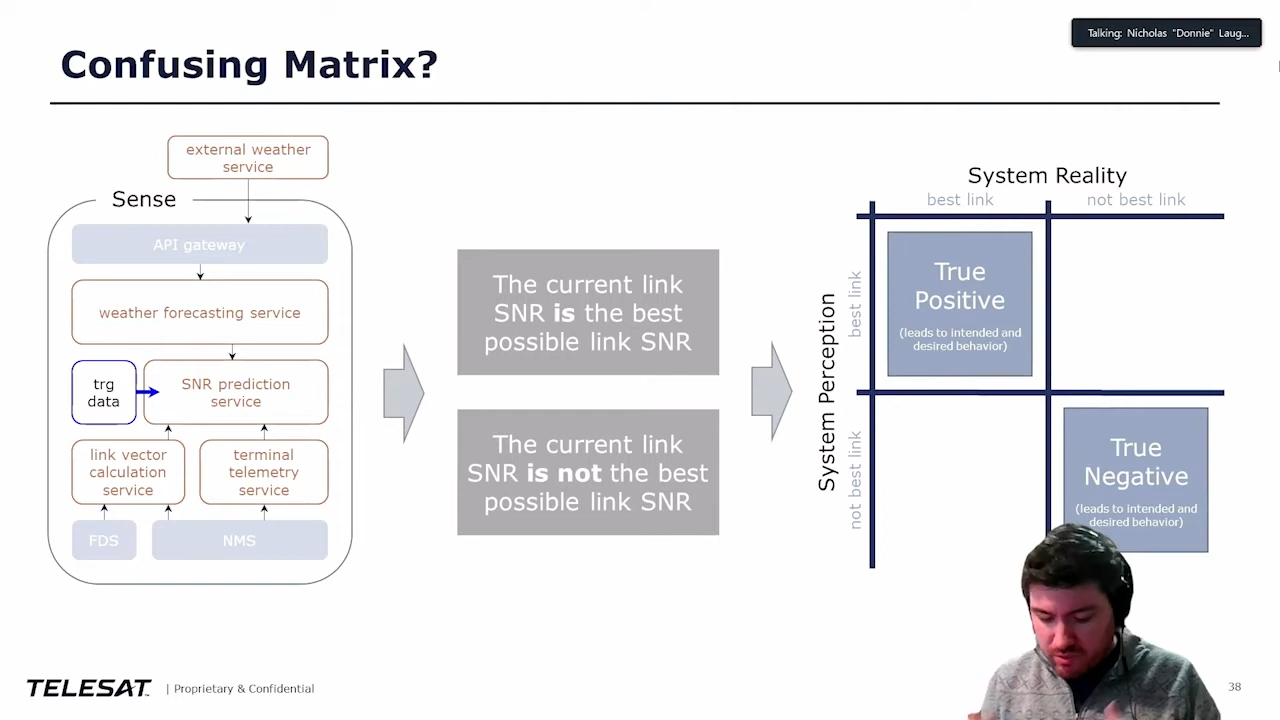 Talking: Nicholas "Donnie" Laug...
Confusing Matrix?
external weather
service
Sense
API gateway
weather forecasting service
trg
data
SNR prediction
service
link vector
calculation
service
terminal
telemetry
service
FDS
NMS
The current link
SNR is the best
possible link SNR
The current link
SNR is not the best
possible link SNR
System Reality
best link
not best link
System Perception
best link
not best link
True
Positive
(leads to intended and
desired behavior)
True
Negative
(leads to intended and
desired behavior)
TELESAT™
| Proprietary & Confidential
38